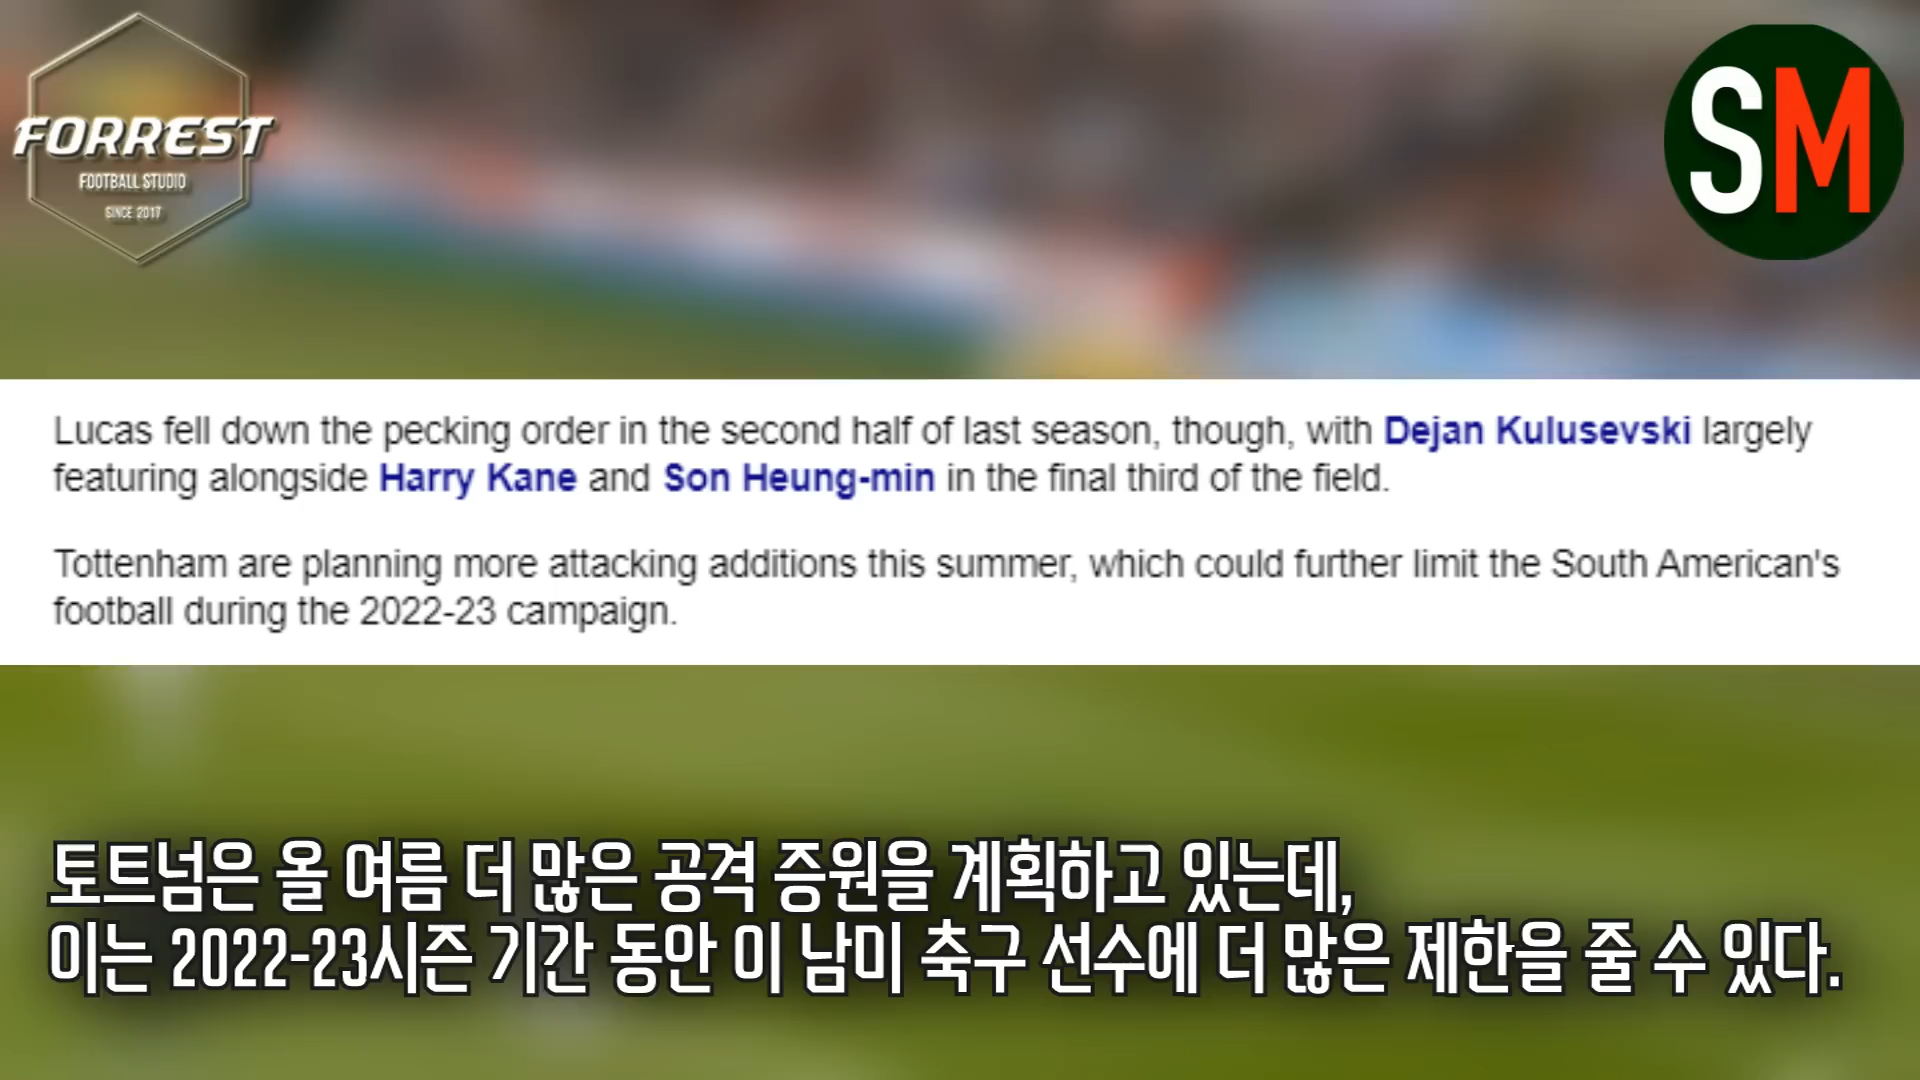 FORREST
FOOTBALL STUDIO
SINCE 2017
SM
Lucas fell down the pecking order in the second half of last season, though, with Dejan Kulusevski largely
featuring alongside Harry Kane and Son Heung-min in the final third of the field.
Tottenham are planning more attacking additions this summer, which could further limit the South American's
football during the 2022-23 campaign.
토트넘은 올 여름 더 많은 공격 증원을 계획하고 있는데,
이는 2022-23시즌 기간 동안 이 남미 축구 선수에 더 많은 제한을 줄 수 있다.